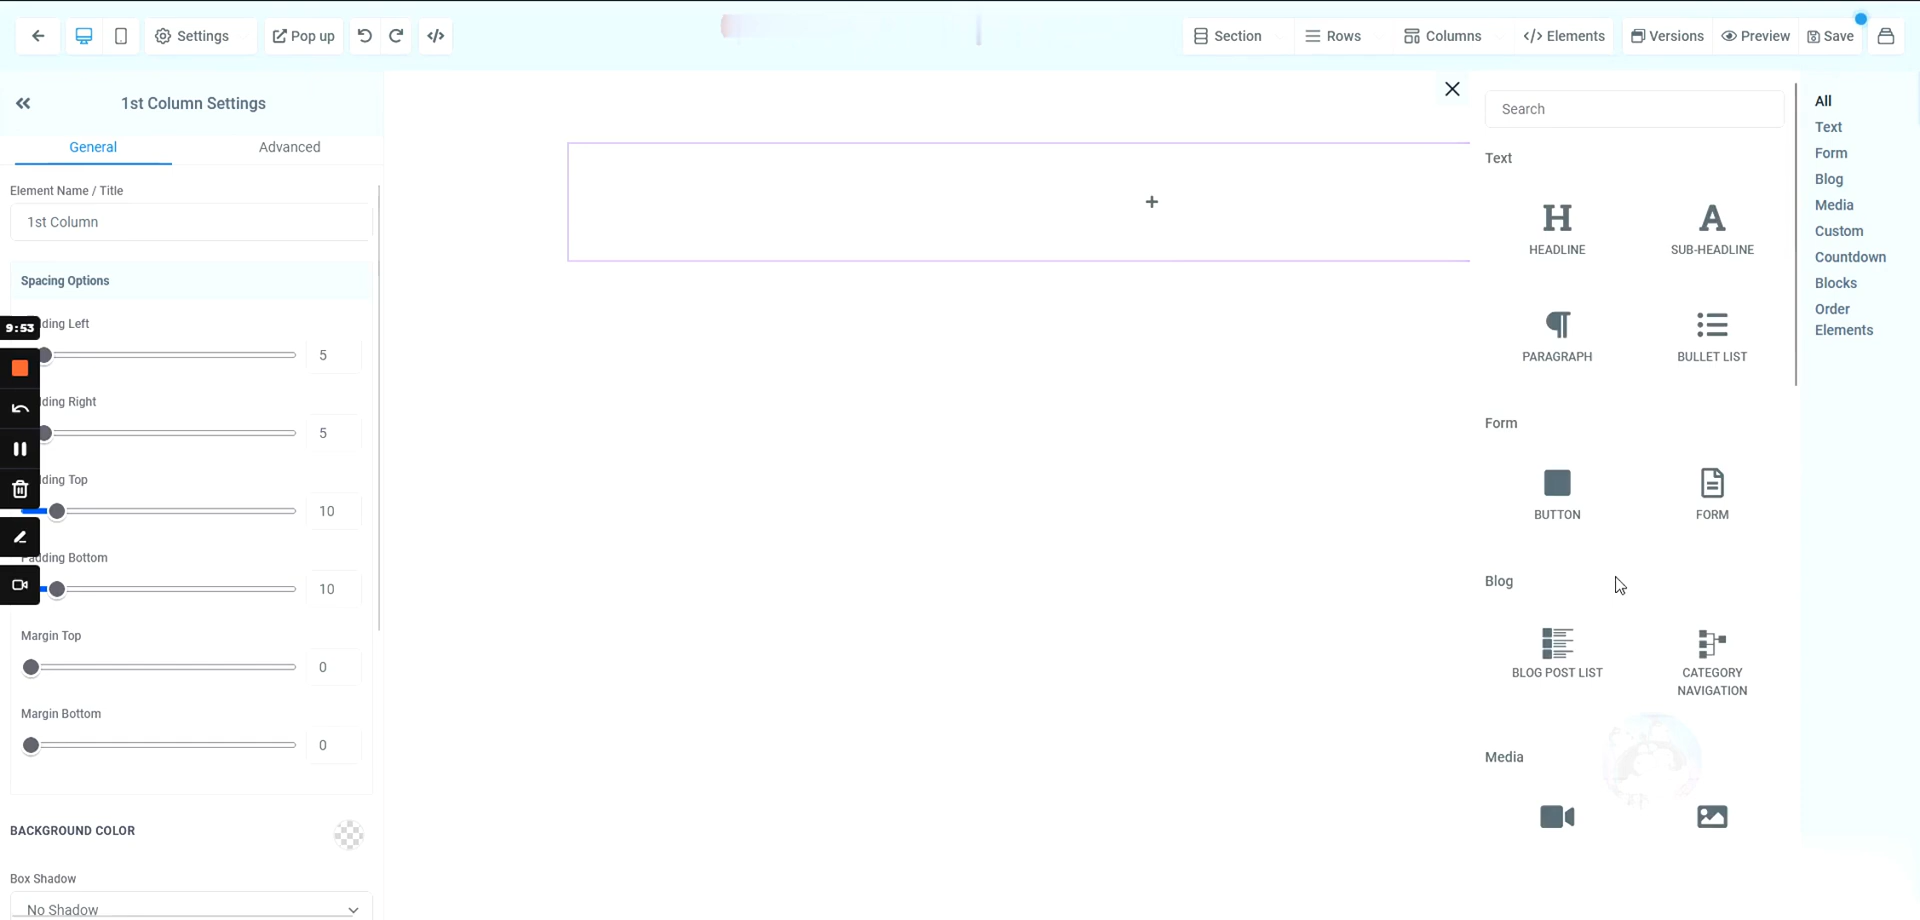 Settings
Pop up
Section
Rows
Columns
Elements
Versions
Preview
Save
1st Column Settings
General
Advanced
Element Name / Title
1st Column
Spacing Options
9:53
dding Left
5
dding Right
5
dding Top
10
Padding Bottom
10
Margin Top
0
Margin Bottom
0
BACKGROUND COLOR
Box Shadow
No Shadow
+
Search
Text
HEADLINE
SUB-HEADLINE
PARAGRAPH
BULLET LIST
Form
BUTTON
FORM
Blog
BLOG POST LIST
CATEGORY
NAVIGATION
Media
All
Text
Form
Blog
Media
Custom
Countdown
Blocks
Order
Elements